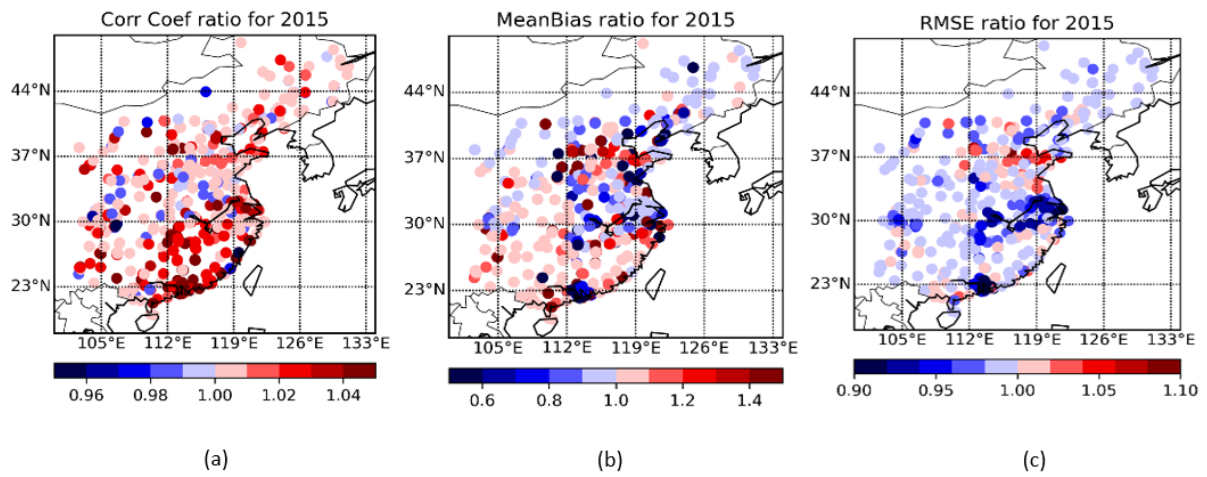 Corr Coef ratio for 2015
44°N
37°N
30°N
23°N
105°E 112°E 119°E 126°E 133°E
0.96 0.98 1.00 1.02 1.04
(a)
MeanBias ratio for 2015
44°N
37°N
30°N
23°N
105°E 112°E 119°E 126°E 133°E
0.6 0.8 1.0 1.2 1.4
(b)
RMSE ratio for 2015
44°N
37°N
30°N
23°N
105°E 112°E 119°E 126°E 133°E
0.90 0.95 1.00 1.05 1.10
(c)